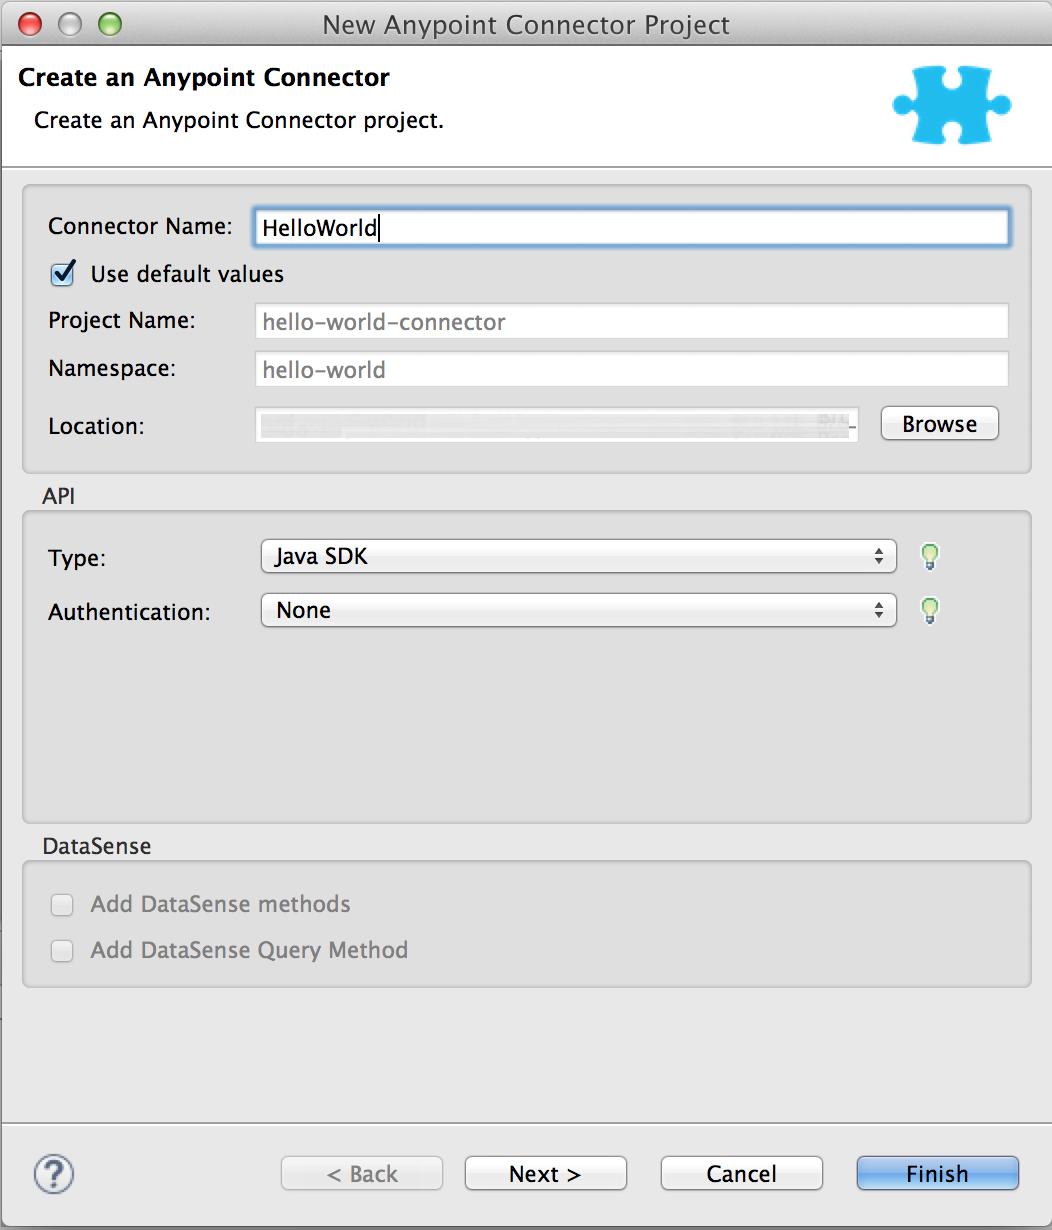 New Anypoint Connector Project
Create an Anypoint Connector
Create an Anypoint Connector project.
Connector Name: HelloWorld
Use default values
Project Name: hello-world-connector
Namespace: hello-world
Location: Browse
API
Type: Java SDK
Authentication: None
DataSense
Add DataSense methods
Add DataSense Query Method
? < Back Next > Cancel Finish